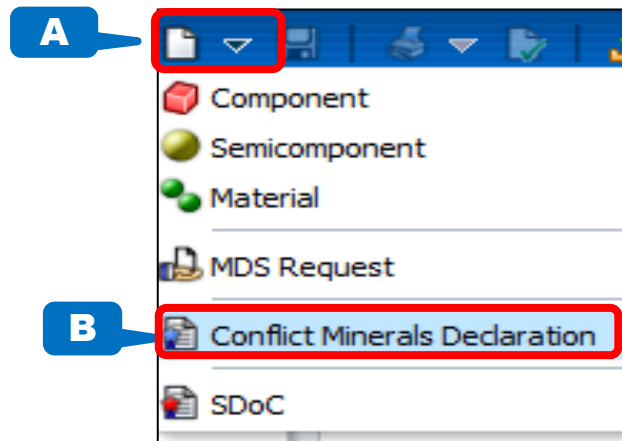 A
Component
Semicomponent
Material
MDS Request
B
Conflict Minerals Declaration
SDoC